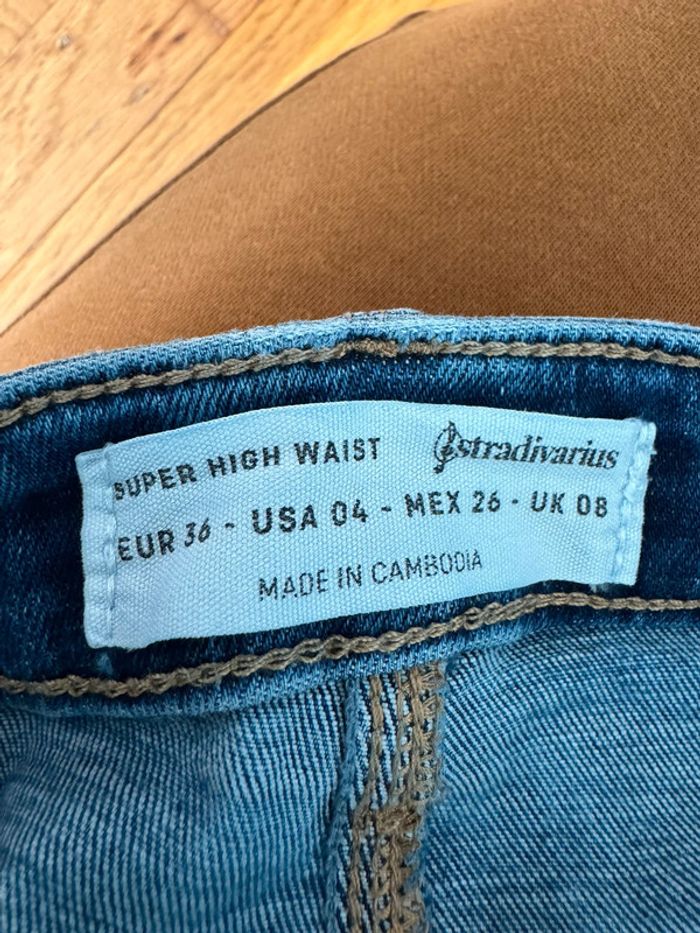 SUPER HIGH WAIST stradivarius
EUR 36 - USA 04 - MEX 26 - UK 08
MADE IN CAMBODIA